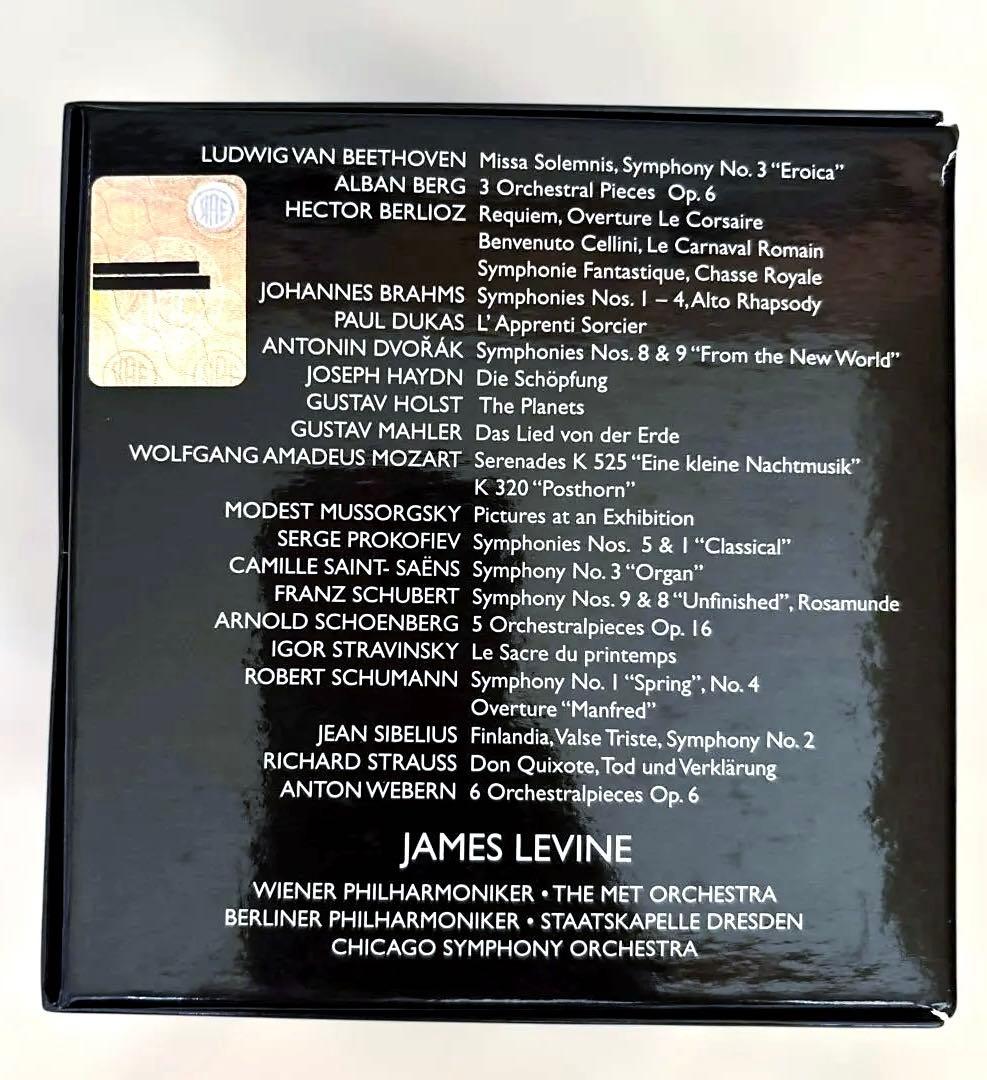 LUDWIG VAN BEETHOVEN Missa Solemnis, Symphony No. 3 “Eroica”
ALBAN BERG 3 Orchestral Pieces Op. 6
HECTOR BERLIOZ Requiem, Overture Le Corsaire
Benvenuto Cellini, Le Carnaval Romain
Symphonie Fantastique, Chasse Royale
JOHANNES BRAHMS Symphonies Nos. 1 – 4, Alto Rhapsody
PAUL DUKAS L’ Apprenti Sorcier
ANTONIN DVOŘÁK Symphonies Nos. 8 & 9 “From the New World”
JOSEPH HAYDN Die Schöpfung
GUSTAV HOLST The Planets
GUSTAV MAHLER Das Lied von der Erde
WOLFGANG AMADEUS MOZART Serenades K 525 “Eine kleine Nachtmusik”
K 320 “Posthorn”
MODEST MUSSORGSKY Pictures at an Exhibition
SERGE PROKOFIEV Symphonies Nos. 5 & 1 “Classical”
CAMILLE SAINT- SAËNS Symphony No. 3 “Organ”
FRANZ SCHUBERT Symphony Nos. 9 & 8 “Unfinished”, Rosamunde
ARNOLD SCHOENBERG 5 Orchestralpieces Op. 16
IGOR STRAVINSKY Le Sacre du printemps
ROBERT SCHUMANN Symphony No. 1 “Spring”, No. 4
Overture “Manfred”
JEAN SIBELIUS Finlandia, Valse Triste, Symphony No. 2
RICHARD STRAUSS Don Quixote, Tod und Verklärung
ANTON WEBERN 6 Orchestralpieces Op. 6
JAMES LEVINE
WIENER PHILHARMONIKER • THE MET ORCHESTRA
BERLINER PHILHARMONIKER • STAATSKAPELLE DRESDEN
CHICAGO SYMPHONY ORCHESTRA